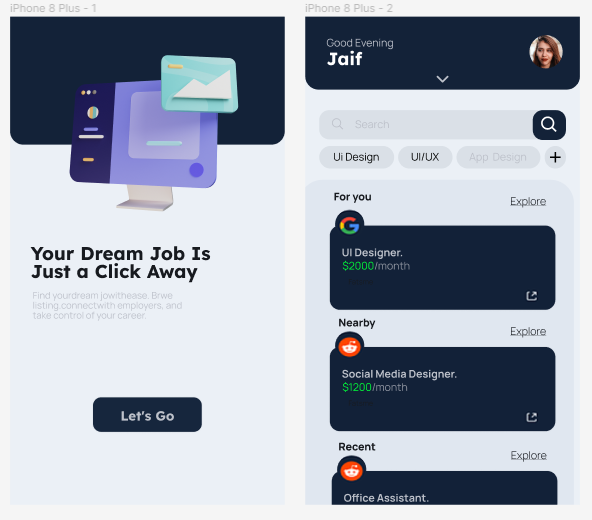 iPhone 8 Plus - 1
Your Dream Job Is
Just a Click Away
Find yourdream jowithease. Brwe
listing.connectwith employers, and
take control of your career.
Let's Go
iPhone 8 Plus - 2
Good Evening
Jaif
Search
Ui Design
UI/UX
App Design
For you
Explore
UI Designer.
$2000/month
Nearby
Explore
Social Media Designer.
$1200/month
Recent
Explore
Office Assistant.